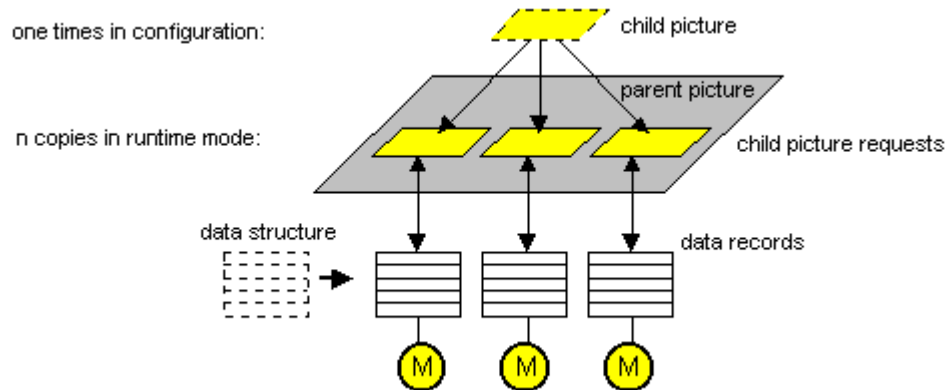 one times in configuration:
child picture
parent picture
n copies in runtime mode:
child picture requests
data structure
data records
M M M